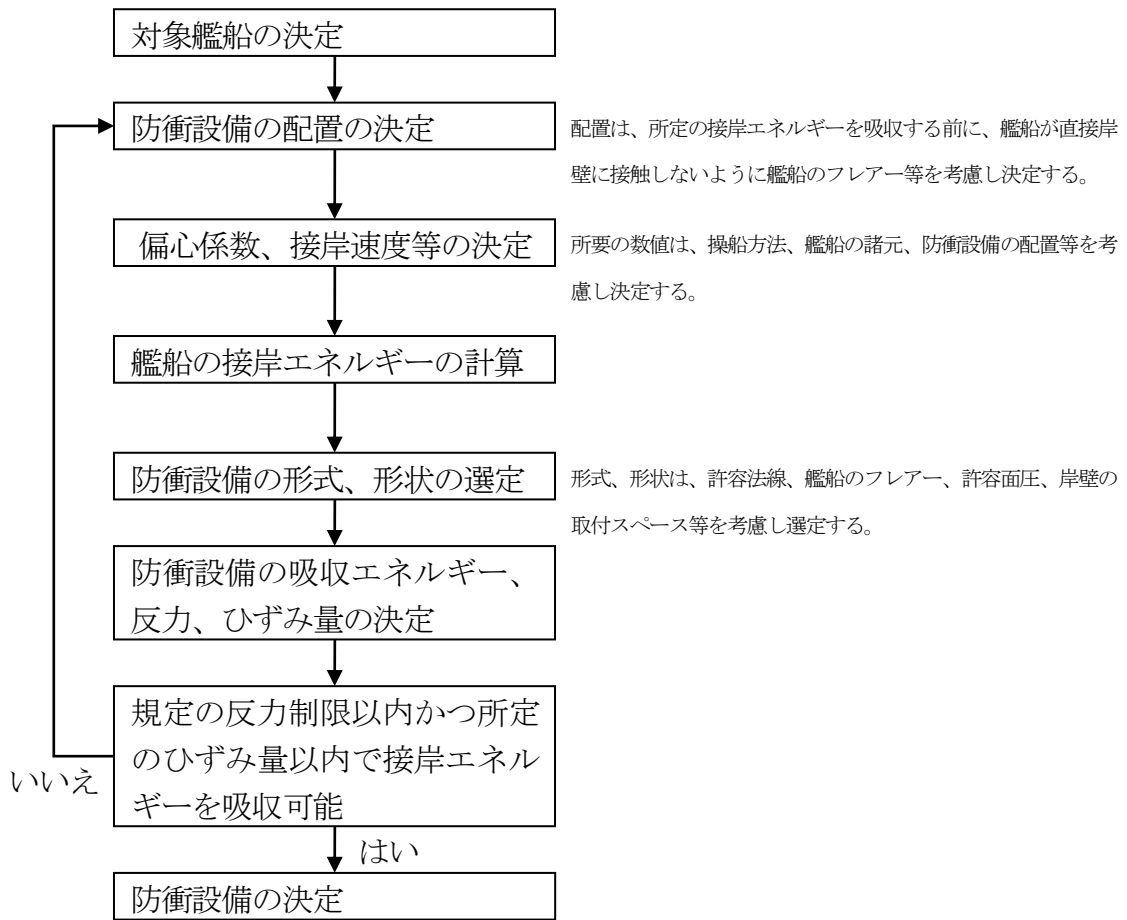 対象艦船の決定
防衝設備の配置の決定
配置は、所定の接岸エネルギーを吸収する前に、艦船が直接岸
壁に接触しないように艦船のフレアー等を考慮し決定する。
偏心係数、接岸速度等の決定
所要の数値は、操船方法、艦船の諸元、防衝設備の配置等を考
慮し決定する。
艦船の接岸エネルギーの計算
防衝設備の形式、形状の選定
形式、形状は、許容法線、艦船のフレアー、許容面圧、岸壁の
取付スペース等を考慮し選定する。
防衝設備の吸収エネルギー、
反力、ひずみ量の決定
規定の反力制限以内かつ所定
のひずみ量以内で接岸エネル
ギーを吸収可能
いいえ
はい
防衝設備の決定